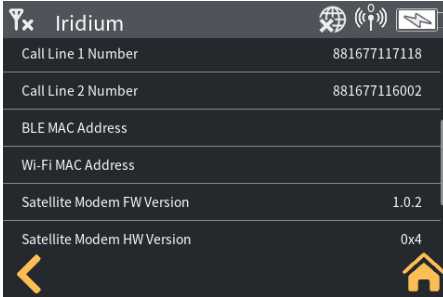 Iridium
Call Line 1 Number 881677117118
Call Line 2 Number 881677116002
BLE MAC Address
Wi-Fi MAC Address
Satellite Modem FW Version 1.0.2
Satellite Modem HW Version 0x4